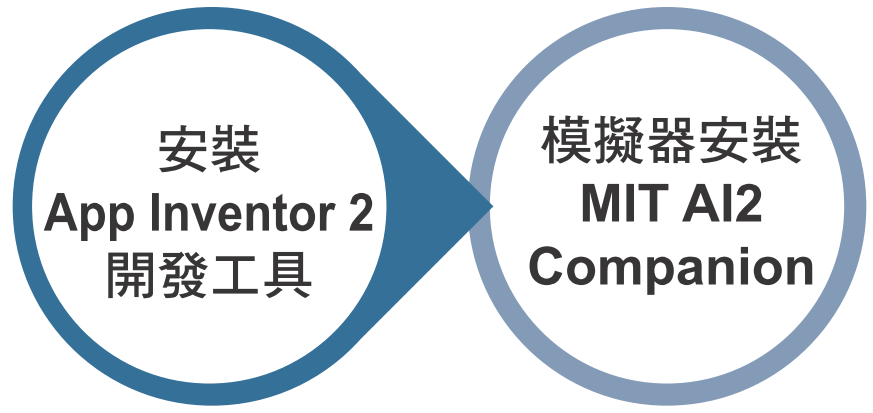 安裝
App Inventor 2
開發工具
模擬器安裝
MIT AI2
Companion